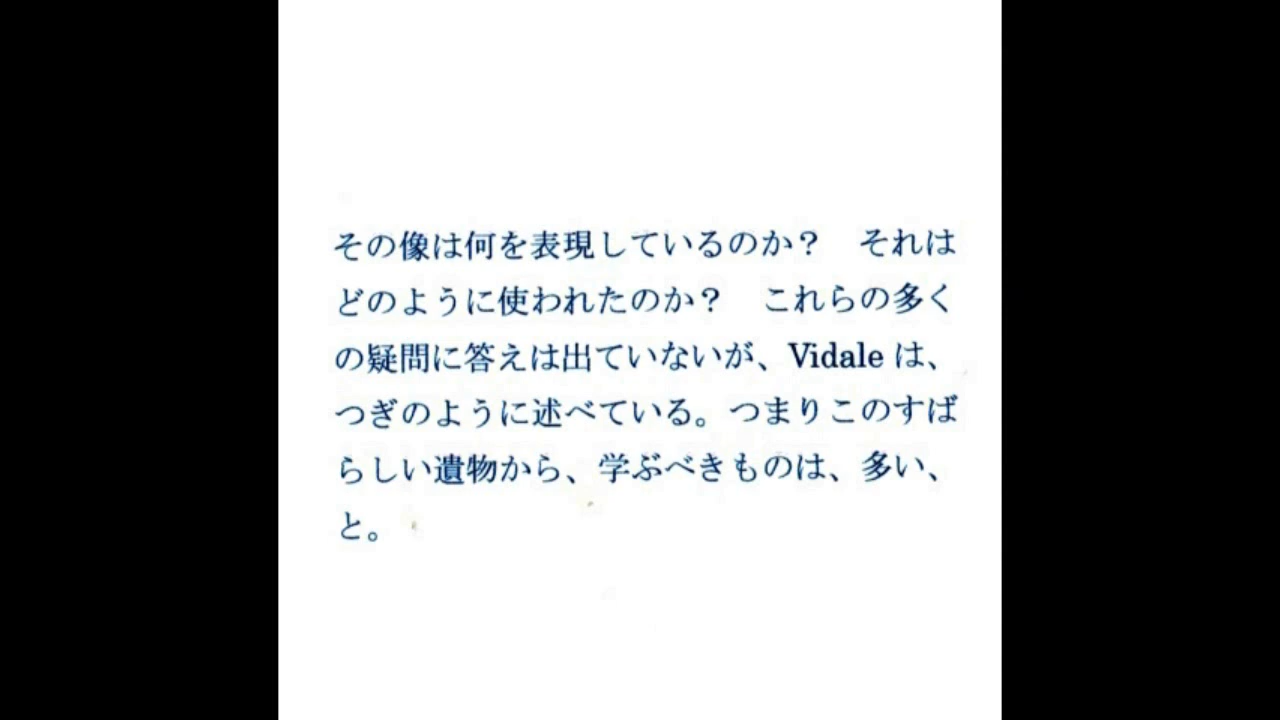 その像は何を表現しているのか？　それは
どのように使われたのか？　これらの多く
の疑問に答えは出ていないが、Vidale は、
つぎのように述べている。つまりこのすば
らしい遺物から、学ぶべきものは、多い、
と。